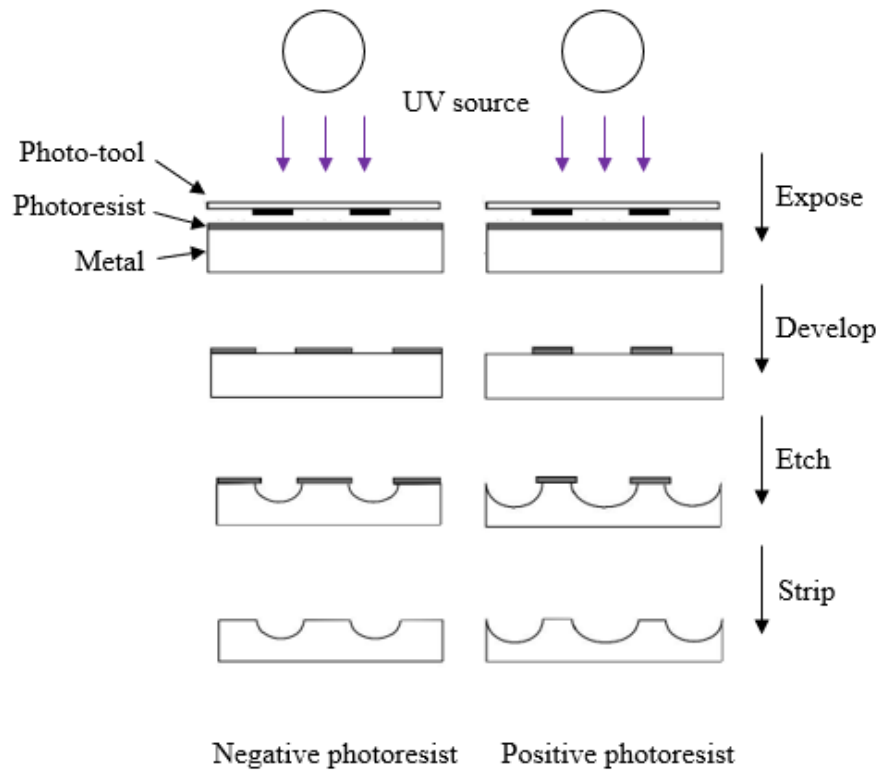 UV source
Photo-tool
Photoresist
Metal
Expose
Develop
Etch
Strip
Negative photoresist
Positive photoresist